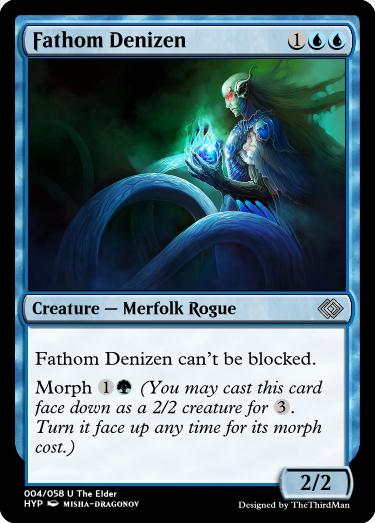 Fathom Denizen 1
Creature — Merfolk Rogue
Fathom Denizen can't be blocked.
Morph 1 (You may cast this card
face down as a 2/2 creature for 3.
Turn it face up any time for its morph
cost.)
2/2
004/058 U The Elder
HYP MISHA-DRAGONOV
Designed by TheThirdMan